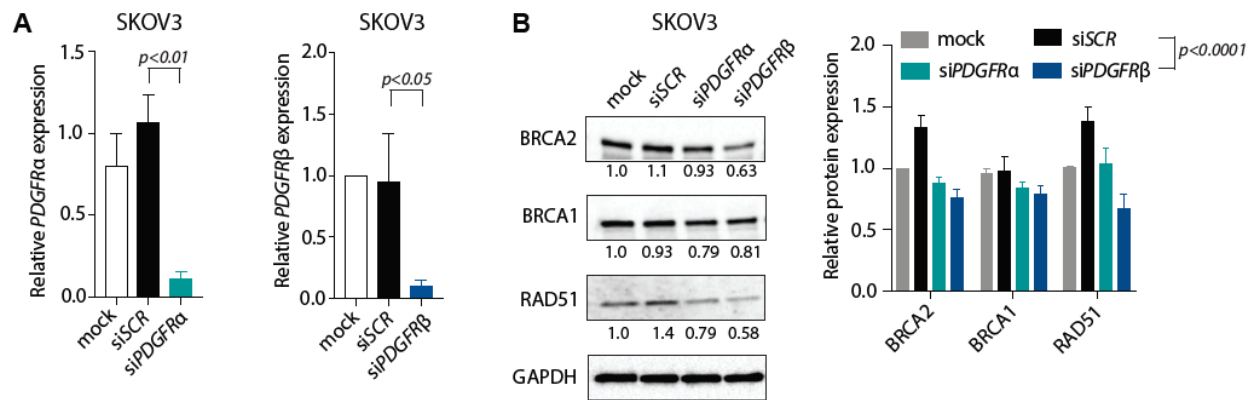 A
SKOV3
Relative PDGFRα expression
1.5
1.0
0.5
0.0
p<0.01
mock
siSCR
siPDGFRα
SKOV3
Relative PDGFRβ expression
2.0
1.5
1.0
0.5
0.0
p<0.05
mock
siSCR
siPDGFRβ
B
SKOV3
mock siSCR siPDGFRα siPDGFRβ
BRCA2
1.0 1.1 0.93 0.63
BRCA1
1.0 0.93 0.79 0.81
RAD51
1.0 1.4 0.79 0.58
GAPDH
mock siSCR
siPDGFRα siPDGFRβ
p<0.0001
Relative protein expression
2.0
1.5
1.0
0.5
0.0
BRCA2
BRCA1
RAD51